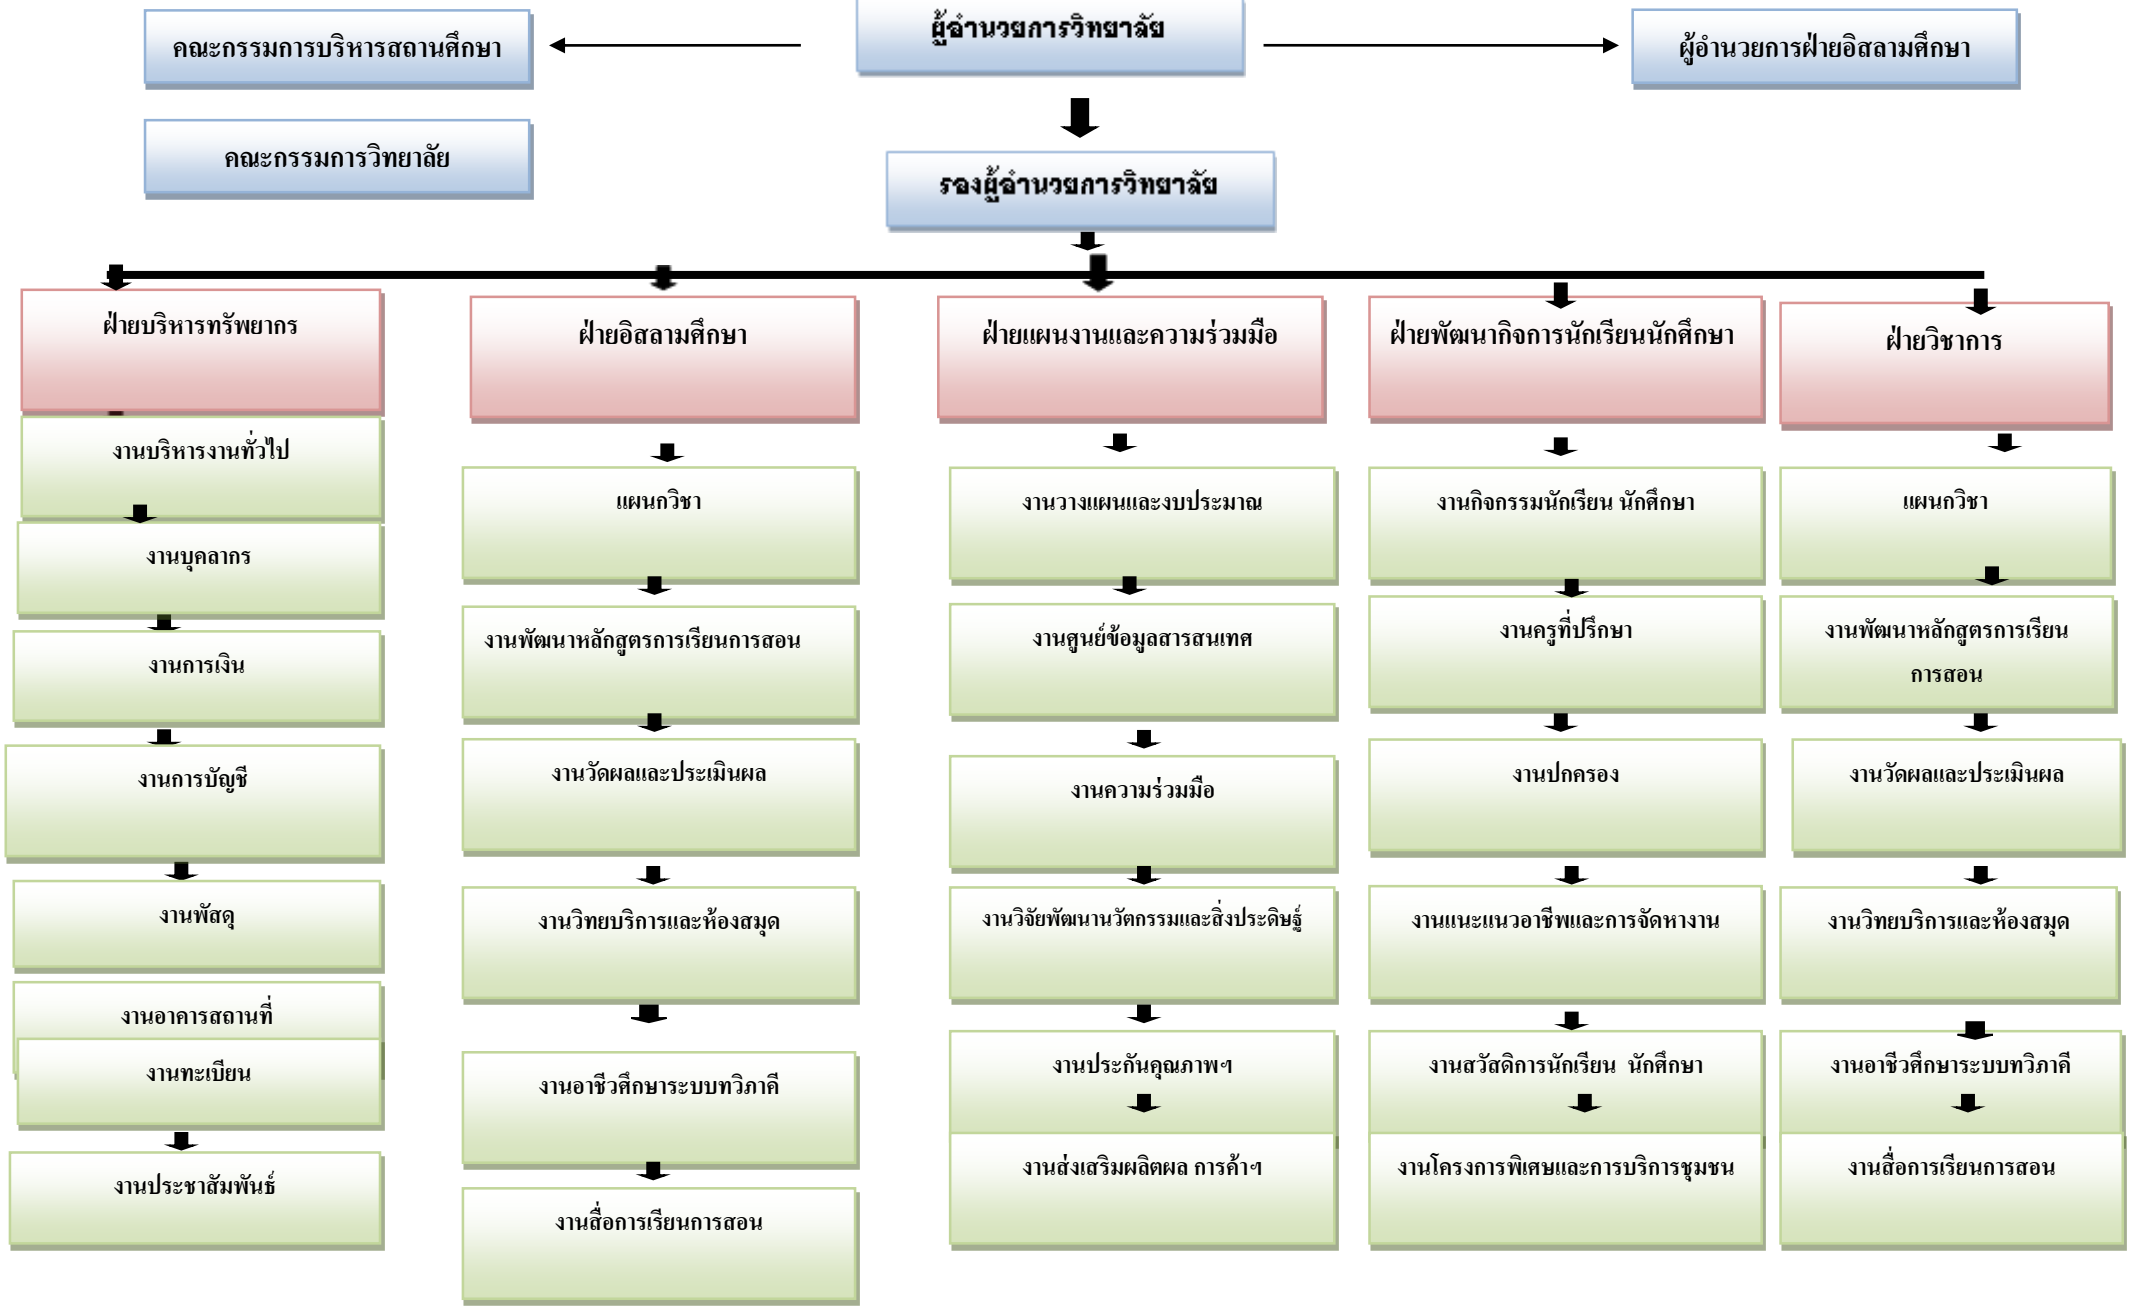 ผู้อำนวยการวิทยาลัย
คณะกรรมการบริหารสถานศึกษา
ผู้อำนวยการฝ่ายอิสลามศึกษา
คณะกรรมการวิทยาลัย
รองผู้อำนวยการวิทยาลัย
ฝ่ายบริหารทรัพยากร
งานบริหารงานทั่วไป
งานบุคลากร
งานการเงิน
งานการบัญชี
งานพัสดุ
งานอาคารสถานที่
งานทะเบียน
งานประชาสัมพันธ์
ฝ่ายอิสลามศึกษา
แผนกวิชา
งานพัฒนาหลักสูตรการเรียนการสอน
งานวัดผลและประเมินผล
งานวิทยบริการและห้องสมุด
งานอาชีวศึกษาระบบทวิภาคี
งานสื่อการเรียนการสอน
ฝ่ายแผนงานและความร่วมมือ
งานวางแผนและงบประมาณ
งานศูนย์ข้อมูลสารสนเทศ
งานความร่วมมือ
งานวิจัยพัฒนานวัตกรรมและสิ่งประดิษฐ์
งานประกันคุณภาพฯ
งานส่งเสริมผลิตผล การค้าฯ
ฝ่ายพัฒนากิจการนักเรียนนักศึกษา
งานกิจกรรมนักเรียน นักศึกษา
งานครูที่ปรึกษา
งานปกครอง
งานแนะแนวอาชีพและการจัดหางาน
งานสวัสดิการนักเรียน นักศึกษา
งานโครงการพิเศษและการบริการชุมชน
ฝ่ายวิชาการ
แผนกวิชา
งานพัฒนาหลักสูตรการเรียน
การสอน
งานวัดผลและประเมินผล
งานวิทยบริการและห้องสมุด
งานอาชีวศึกษาระบบทวิภาคี
งานสื่อการเรียนการสอน